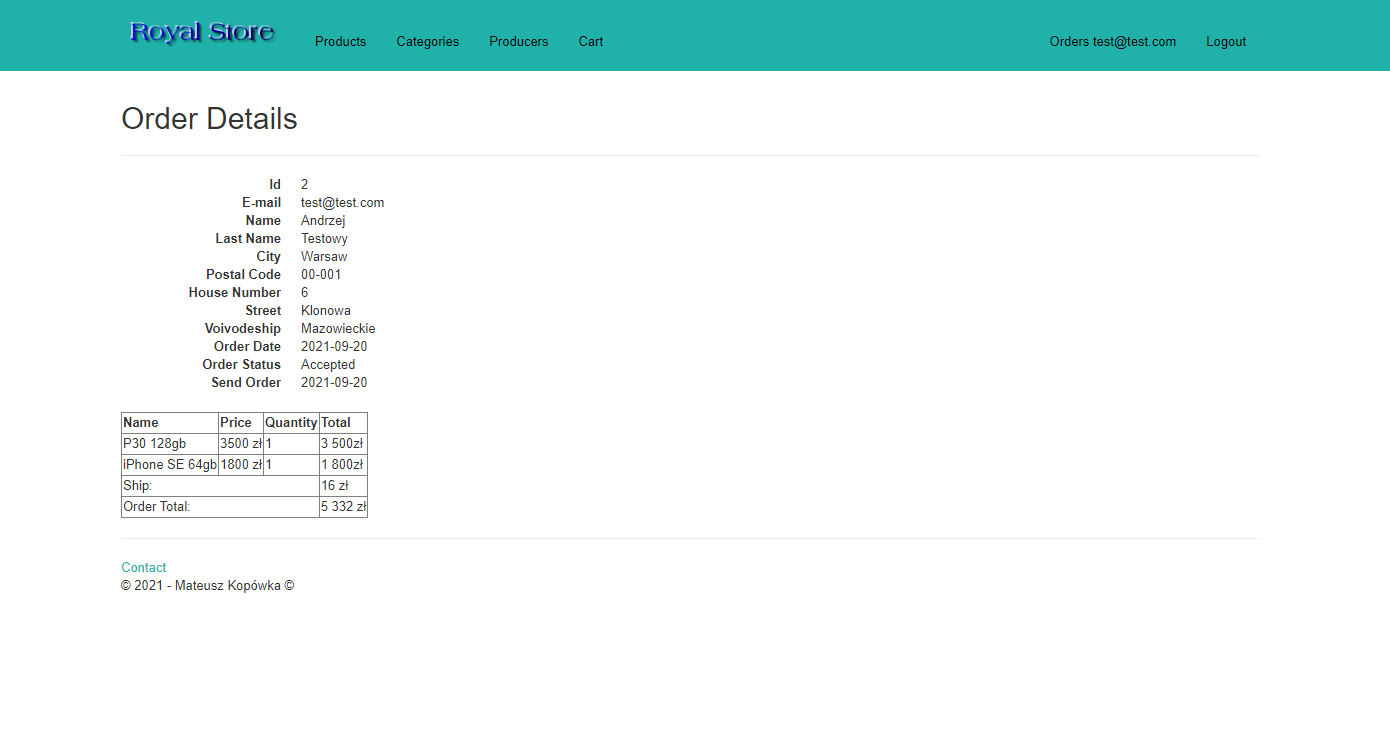 Royal Store Products Categories Producers Cart Orders test@test.com Logout
Order Details
Id 2
E-mail test@test.com
Name Andrzej
Last Name Testowy
City Warsaw
Postal Code 00-001
House Number 6
Street Klonowa
Voivodeship Mazowieckie
Order Date 2021-09-20
Order Status Accepted
Send Order 2021-09-20
Name Price Quantity Total
P30 128gb 3500 zł 1 3 500zł
iPhone SE 64gb 1800 zł 1 1 800zł
Ship: 16 zł
Order Total: 5 332 zł
Contact
© 2021 - Mateusz Kopówka ©